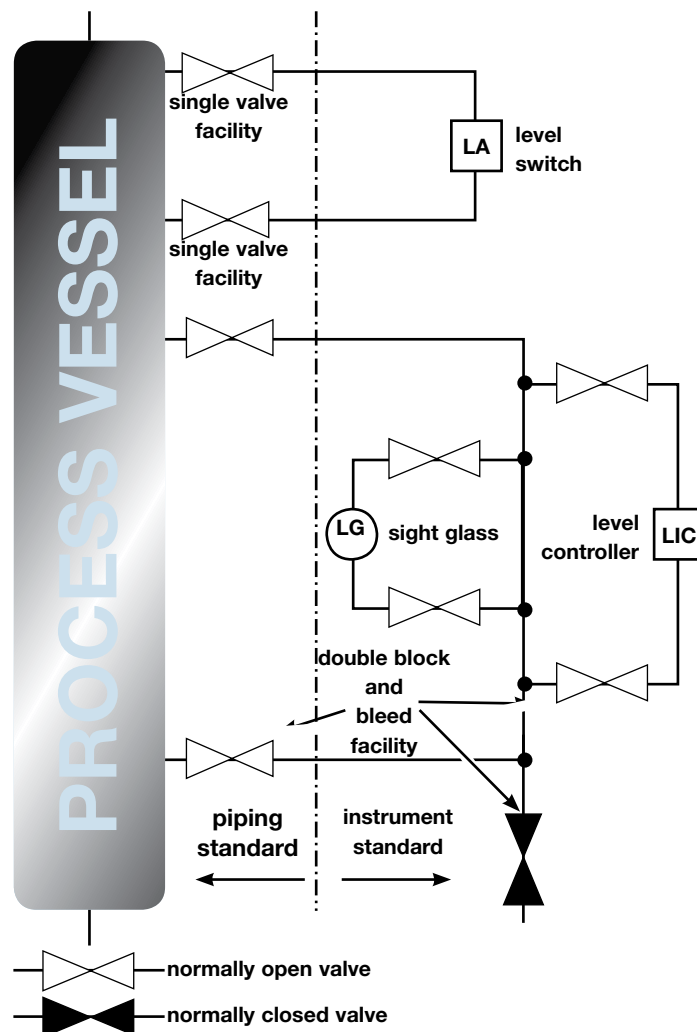 PROCESS VESSEL
single valve
facility
LA
level
switch
single valve
facility
LG
sight glass
level
controller
LIC
double block
and
bleed
facility
piping
standard
instrument
standard
normally open valve
normally closed valve